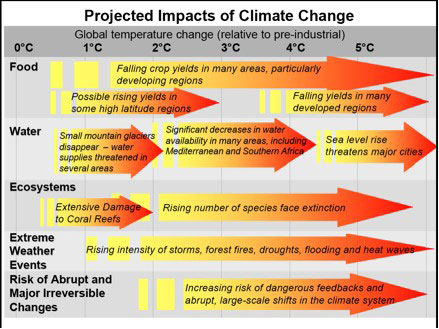 Projected Impacts of Climate Change
Global temperature change (relative to pre-industrial)
0°C 1°C 2°C 3°C 4°C 5°C
Food
Falling crop yields in many areas, particularly
developing regions
Possible rising yields in
some high latitude regions
Falling yields in many
developed regions
Water
Small mountain glaciers
disappear – water
supplies threatened in
several areas
Significant decreases in water
availability in many areas, including
Mediterranean and Southern Africa
Sea level rise
threatens major cities
Ecosystems
Extensive Damage
to Coral Reefs
Rising number of species face extinction
Extreme
Weather
Events
Rising intensity of storms, forest fires, droughts, flooding and heat waves
Risk of Abrupt and
Major Irreversible
Changes
Increasing risk of dangerous feedbacks and
abrupt, large-scale shifts in the climate system